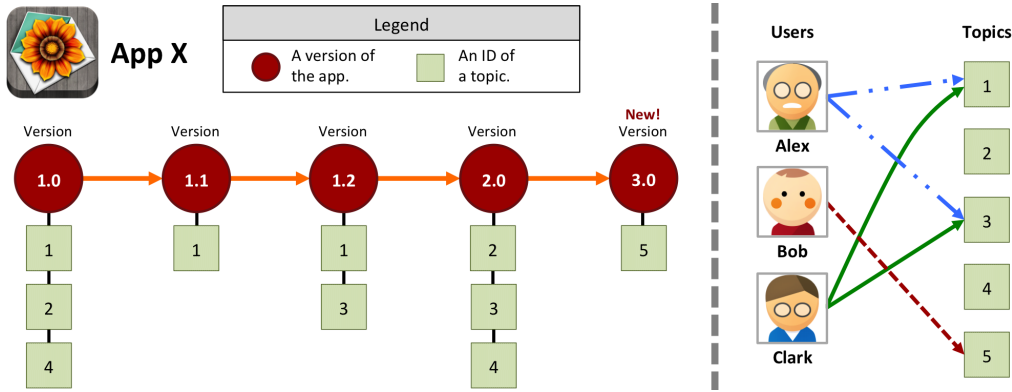 App X
Legend
A version of
the app.
An ID of
a topic.
Version
1.0
1
2
4
Version
1.1
1
Version
1.2
1
3
Version
2.0
2
3
4
New!
Version
3.0
5
Users
Alex
Bob
Clark
Topics
1
2
3
4
5